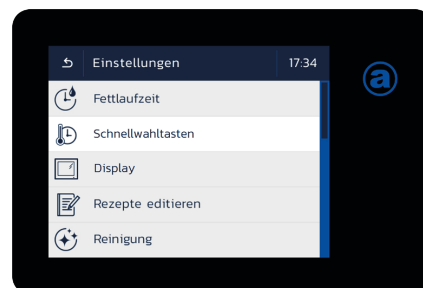 Einstellungen 17:34
Fettlaufzeit
Schnellwahltasten
Display
Rezepte editieren
Reinigung
a